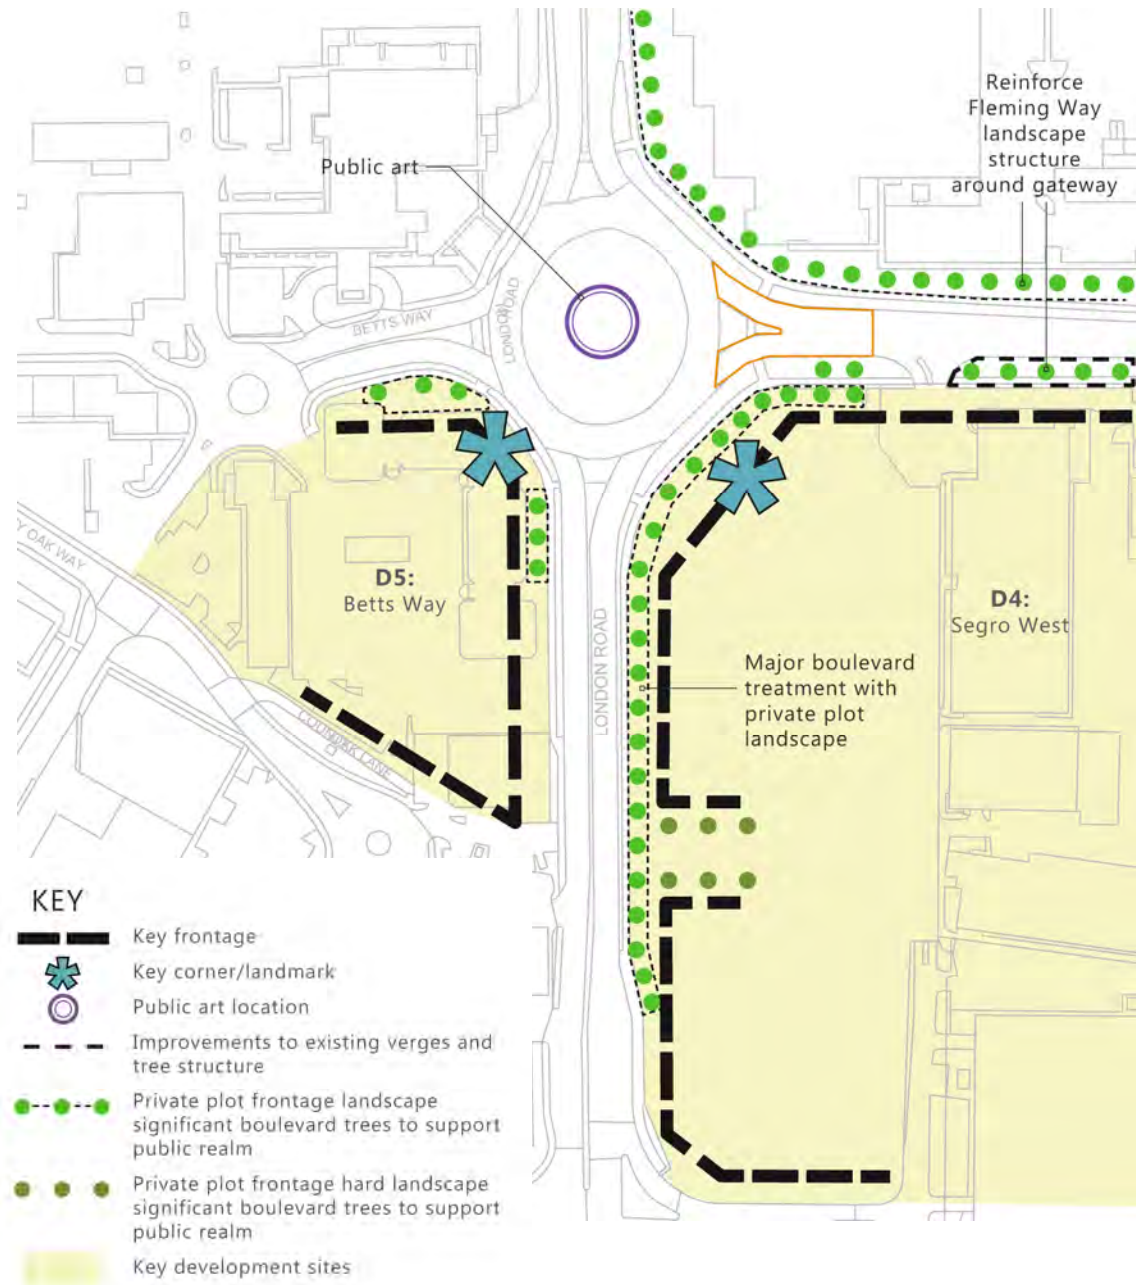 Reinforce
Fleming Way
landscape
structure
around gateway
Public art
LONDON ROAD
BETTS WAY
Y OAK WAY
D5:
Betts Way
D4:
Segro West
LONDON ROAD
Major boulevard
treatment with
private plot
landscape
LANE
KEY
Key frontage
Key corner/landmark
Public art location
Improvements to existing verges and
tree structure
Private plot frontage landscape
significant boulevard trees to support
public realm
Private plot frontage hard landscape
significant boulevard trees to support
public realm
Key development sites